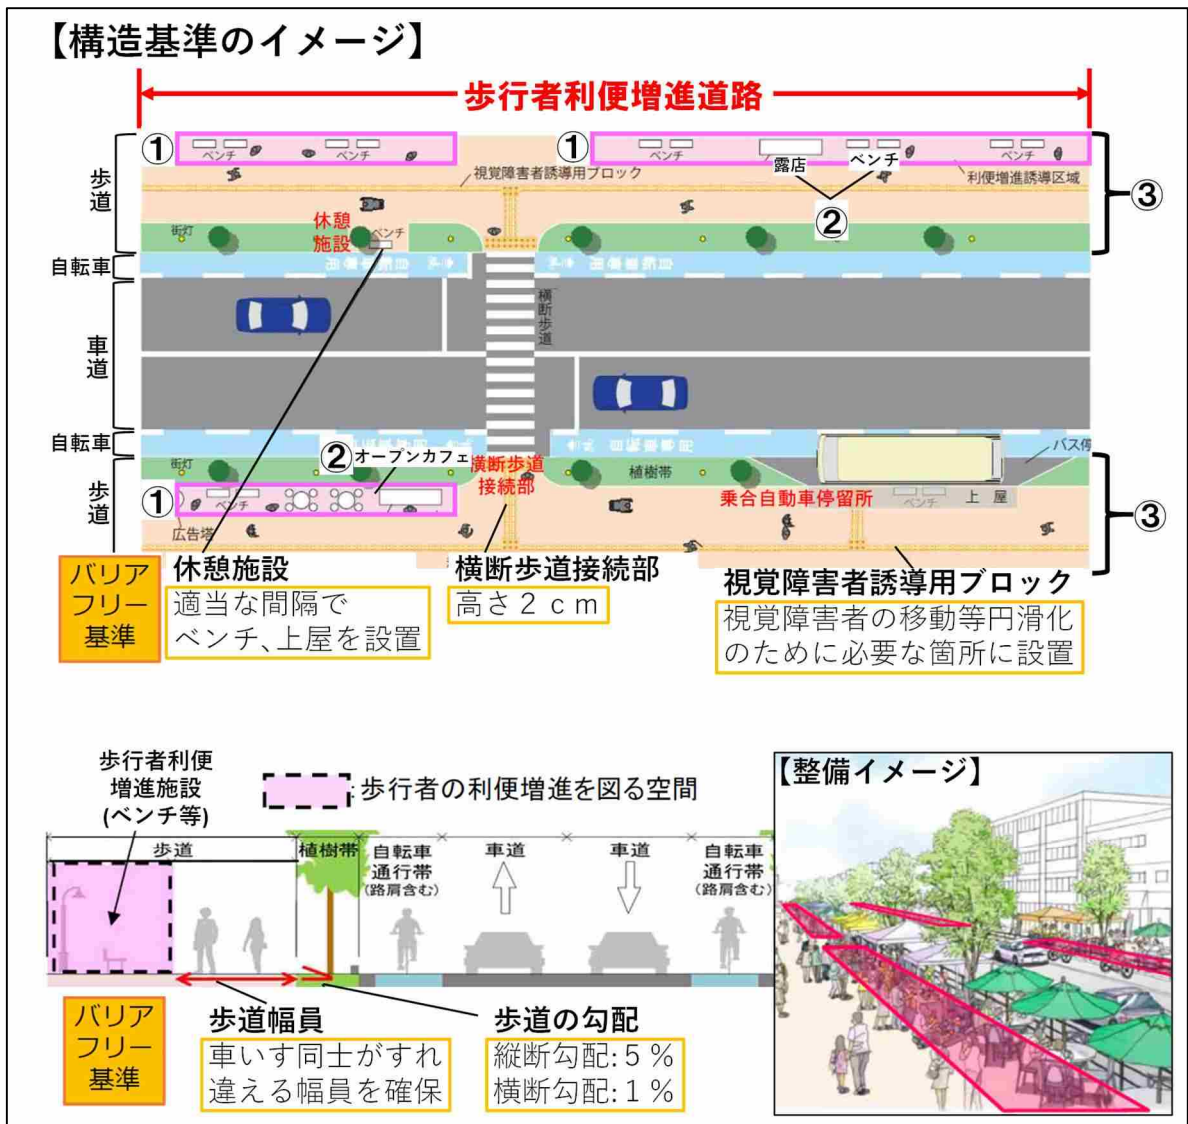 【構造基準のイメージ】
歩行者利便増進道路
①
ベンチ
ベンチ
①
ベンチ
露店
ベンチ
ベンチ
②
視覚障害者誘導用ブロック
利便増進誘導区域
③
歩道
街灯
休憩
施設
ベンチ
自転車
自転車専用
自転車専用
車道
横断歩道
自転車
自転車専用
バス停
歩道
街灯
②オープンカフェ
横断歩道
接続部
植樹帯
①
ベンチ
広告塔
乗合自動車停留所
ベンチ
上屋
③
バリア
フリー
基準
休憩施設
適当な間隔で
ベンチ、上屋を設置
横断歩道接続部
高さ2cm
視覚障害者誘導用ブロック
視覚障害者の移動等円滑化
のために必要な箇所に設置
歩行者利便
増進施設
(ベンチ等)
:歩行者の利便増進を図る空間
歩道
植樹帯
自転車
通行帯
(路肩含む)
車道
車道
自転車
通行帯
(路肩含む)
バリア
フリー
基準
歩道幅員
車いす同士がすれ
違える幅員を確保
歩道の勾配
縦断勾配:5%
横断勾配:1%
【整備イメージ】